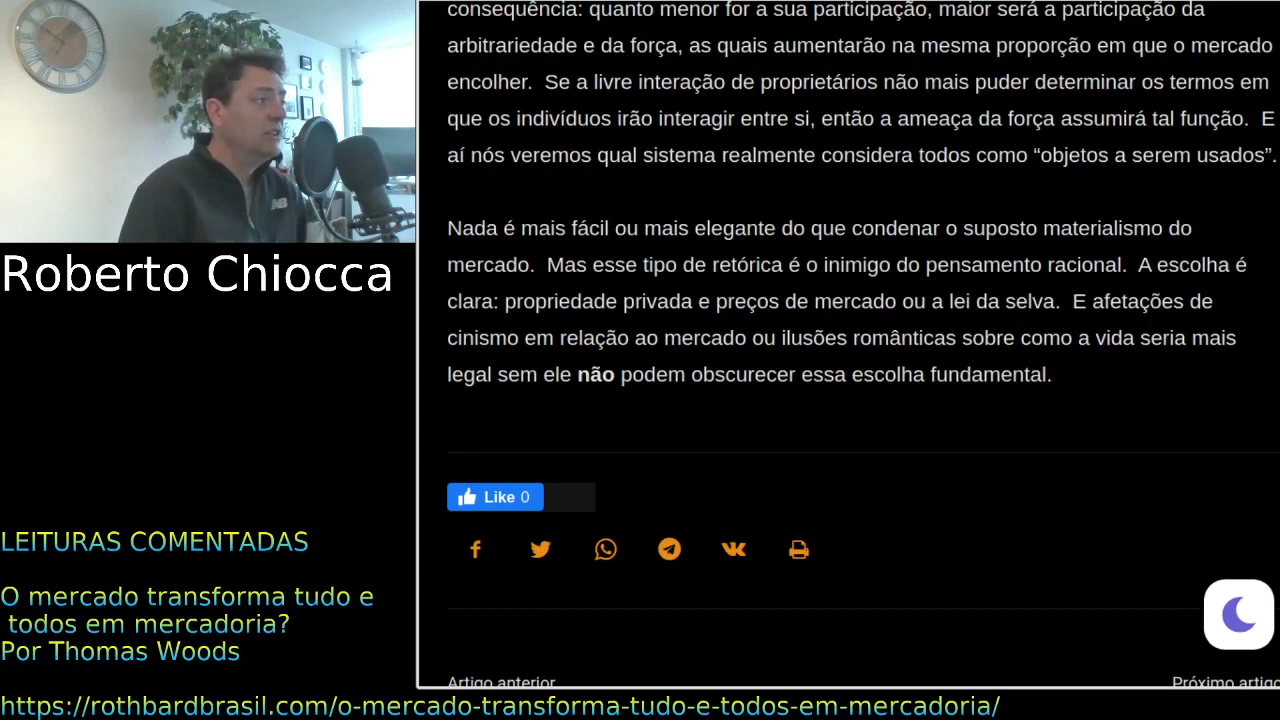 consequência: quanto menor for a sua participação, maior será a participação da
arbitrariedade e da força, as quais aumentarão na mesma proporção em que o mercado
encolher.  Se a livre interação de proprietários não mais puder determinar os termos em
que os indivíduos irão interagir entre si, então a ameaça da força assumirá tal função.  E
aí nós veremos qual sistema realmente considera todos como “objetos a serem usados”.
Nada é mais fácil ou mais elegante do que condenar o suposto materialismo do
mercado.  Mas esse tipo de retórica é o inimigo do pensamento racional.  A escolha é
clara: propriedade privada e preços de mercado ou a lei da selva.  E afetações de
cinismo em relação ao mercado ou ilusões românticas sobre como a vida seria mais
legal sem ele não podem obscurecer essa escolha fundamental.
Like 0
Artigo anterior
Próximo artigo
Roberto Chiocca
LEITURAS COMENTADAS
O mercado transforma tudo e
todos em mercadoria?
Por Thomas Woods
https://rothbardbrasil.com/o-mercado-transforma-tudo-e-todos-em-mercadoria/